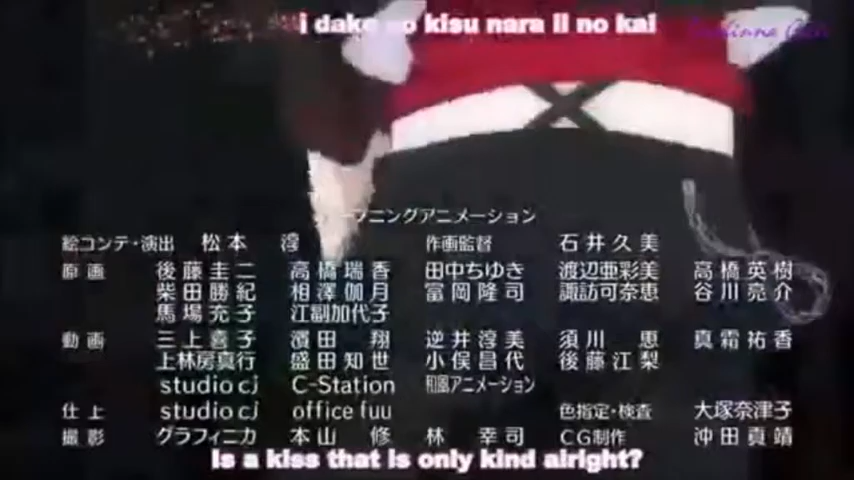 i dake no kisu nara ii no kai
ニングアニメーション
絵コンテ・演出 松本 淳 作画監督 石井久美
原画 後藤圭二 高橋瑞香 田中ちゆき 渡辺亜彩美 高橋英樹
柴田勝紀 相澤伽月 富岡隆司 諏訪可奈恵 谷川亮介
馬場充子 江副加代子
動画 三上喜子 濱田 翔 逆井淳美 須川 恵 真霜祐香
上林房真行 盛田知世 小俣昌代 後藤江梨
studio cj C-Station 和風アニメーション
仕上 studio cj office fuu 色指定・検査 大塚奈津子
撮影 グラフィニカ 本山 修 林 幸司 CG制作 沖田真靖
Is a kiss that is only kind alright?